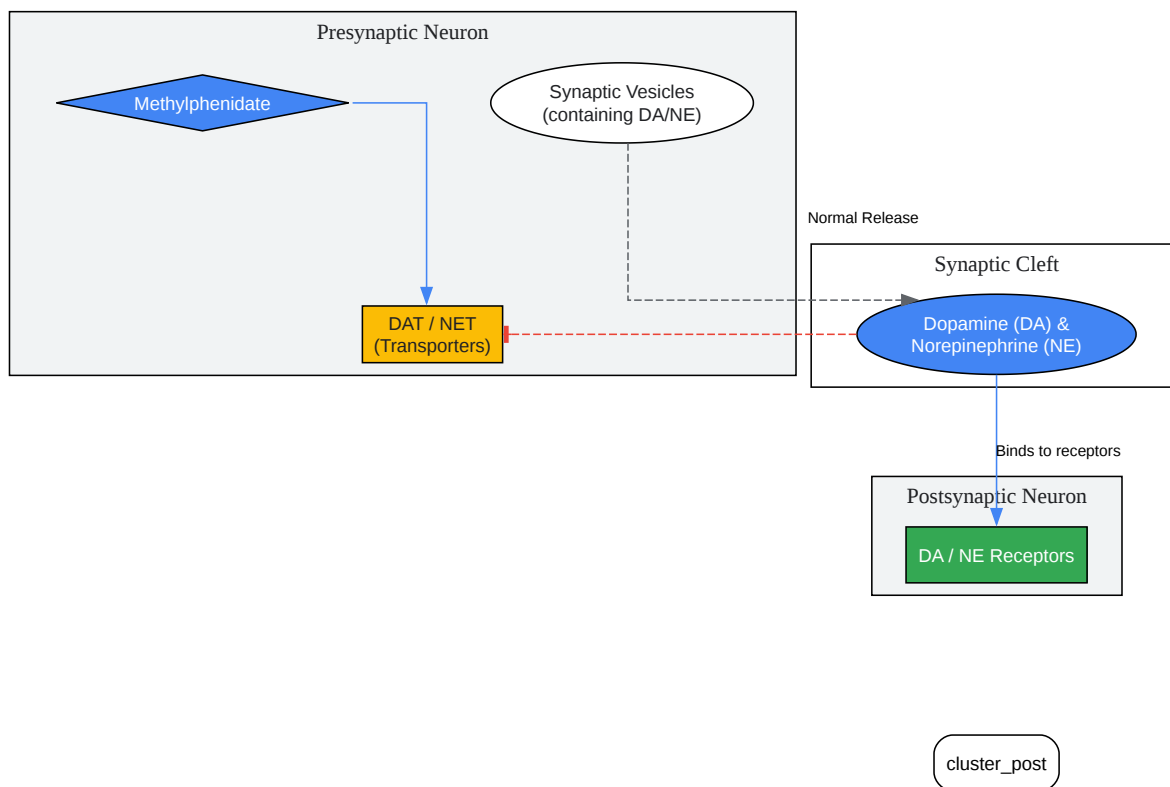 Presynaptic Neuron
Methylphenidate
Synaptic Vesicles
(containing DA/NE)
Normal Release
Synaptic Cleft
DAT / NET
(Transporters)
Dopamine (DA) &
Norepinephrine (NE)
Binds to receptors
Postsynaptic Neuron
DA / NE Receptors
cluster_post